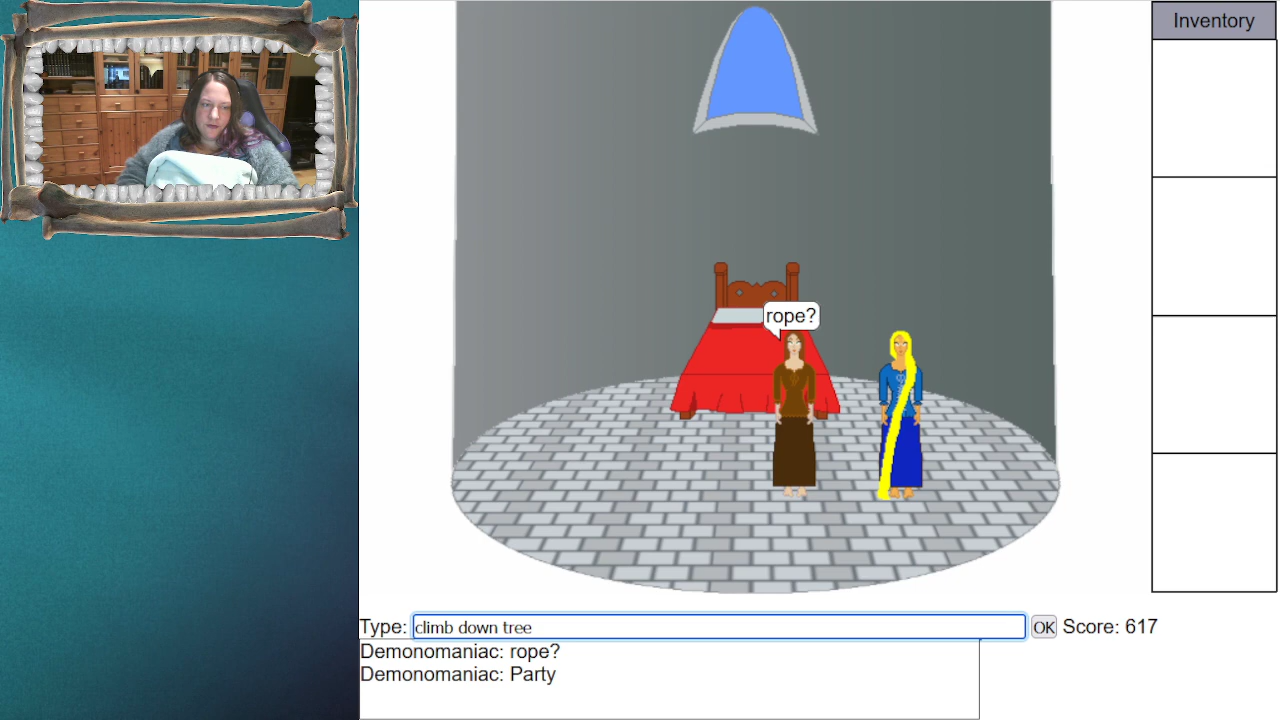 Inventory
rope?
Type: climb down tree OK Score: 617
Demonomaniac: rope?
Demonomaniac: Party